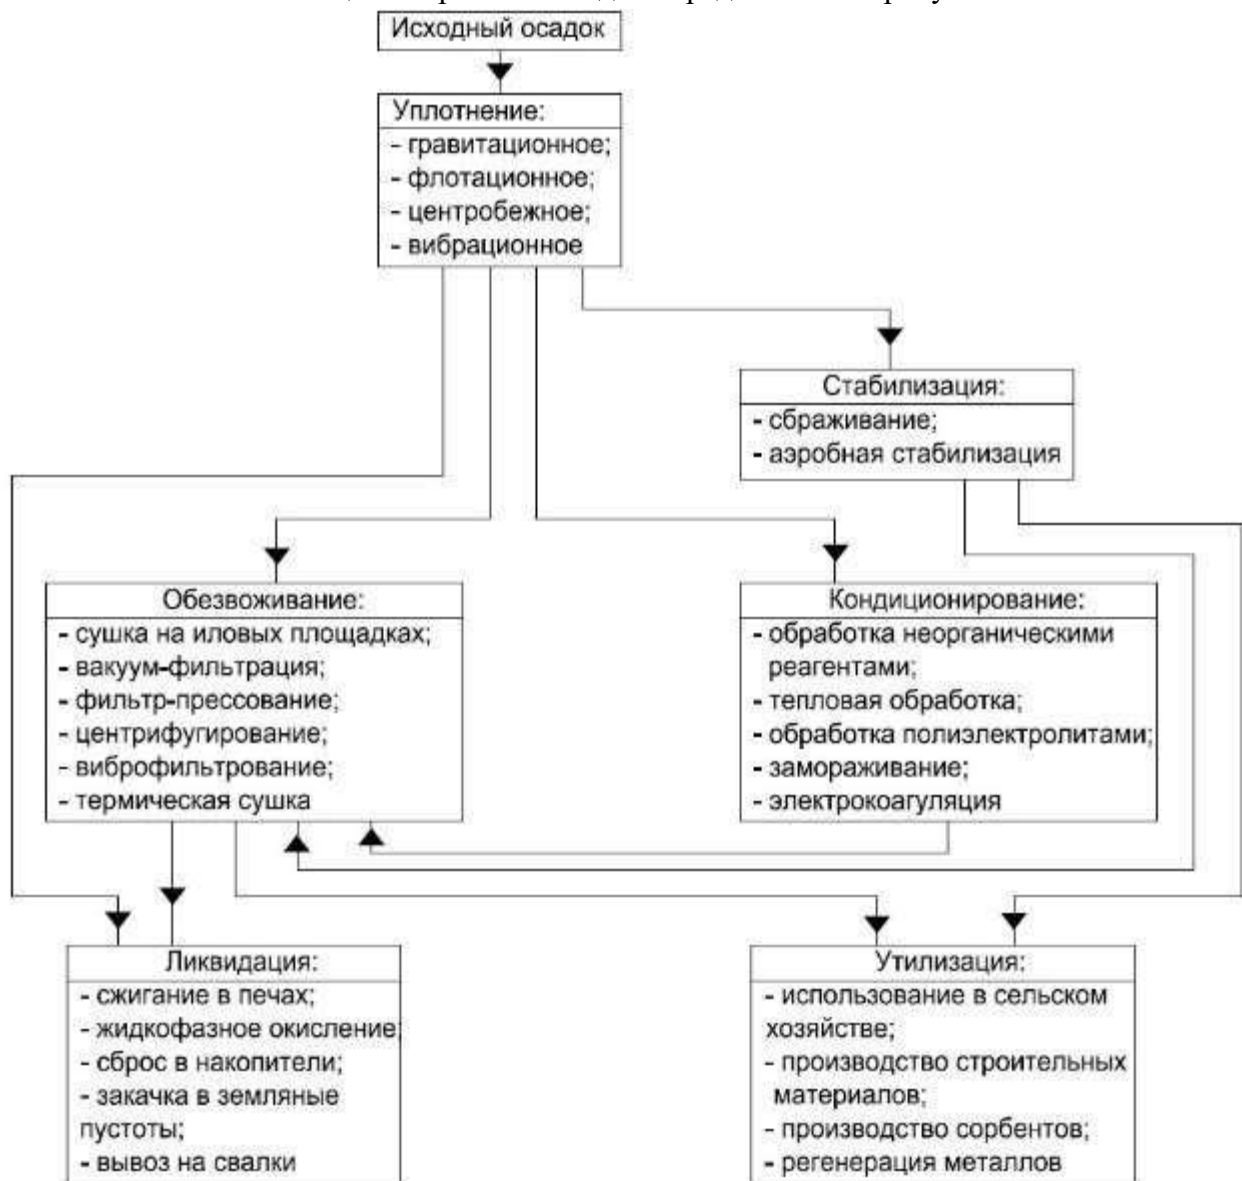 Исходный осадок
Уплотнение:
- гравитационное;
- флотационное;
- центробежное;
- вибрационное
Стабилизация:
- сбраживание;
- аэробная стабилизация
Обезвоживание:
- сушка на иловых площадках;
- вакуум-фильтрация;
- фильтр-прессование;
- центрифугирование;
- виброфильтрование;
- термическая сушка
Кондиционирование:
- обработка неорганическими
реагентами;
- тепловая обработка;
- обработка полиэлектролитами;
- замораживание;
- электрокоагуляция
Ликвидация:
- сжигание в печах;
- жидкофазное окисление;
- сброс в накопители;
- закачка в земляные
пустоты;
- вывоз на свалки
Утилизация:
- использование в сельском
хозяйстве;
- производство строительных
материалов;
- производство сорбентов;
- регенерация металлов